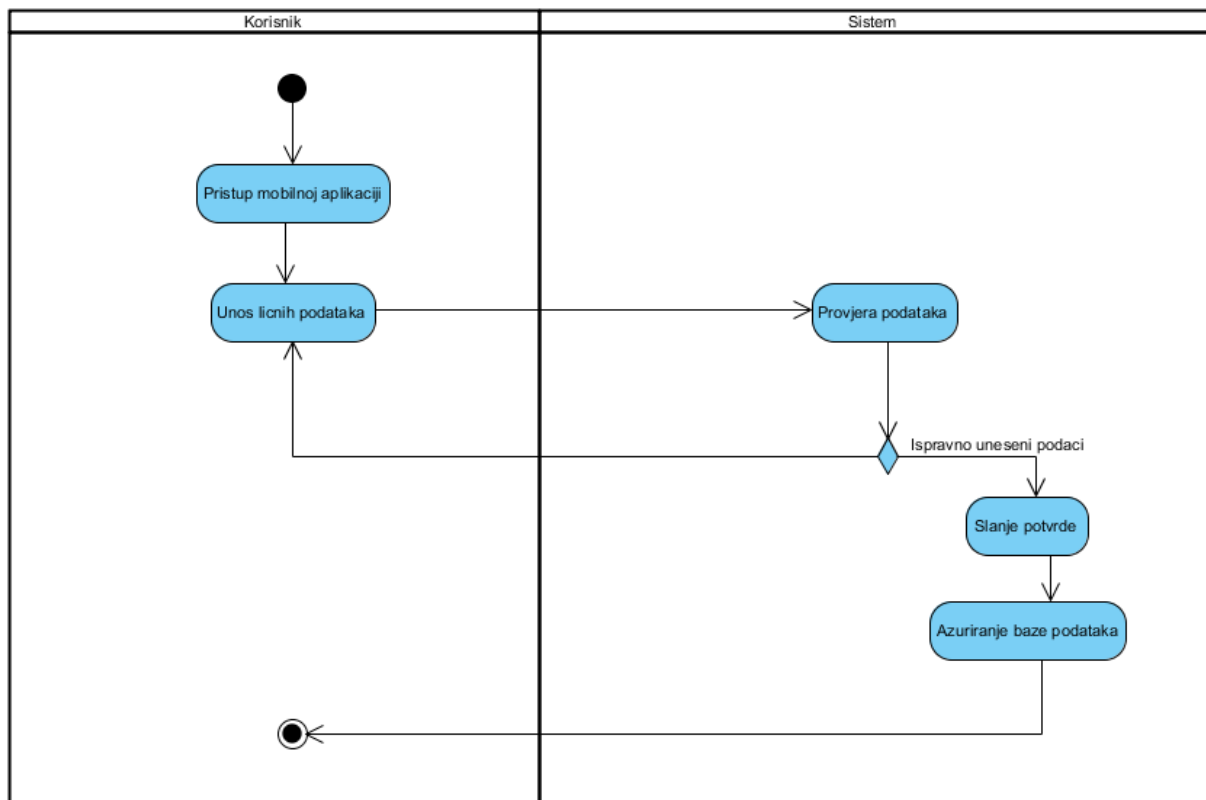 Korisnik
Sistem
Pristup mobilnoj aplikaciji
Unos licnih podataka
Provjera podataka
Ispravno uneseni podaci
Slanje potvrde
Azuriranje baze podataka